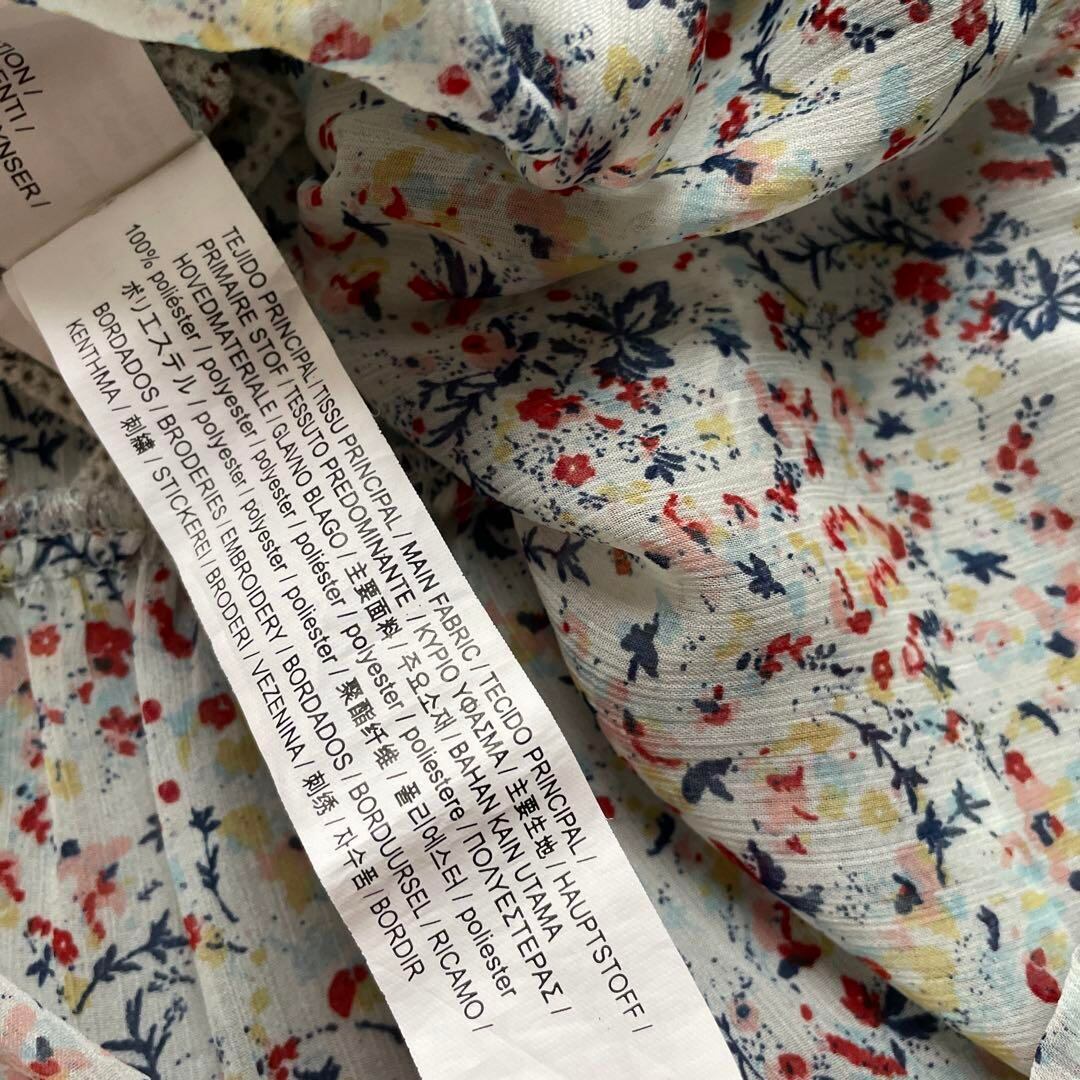 TION /
ENTI /
YNSER /
TEJIDO PRINCIPAL / TISSU PRINCIPAL / MAIN FABRIC / TECIDO PRINCIPAL /
PRIMAIRE STOF / TESSUTO PREDOMINANTE / ΚΥΡΙΟ ΥΦΑΣΜΑ / 主要生地 / HAUPTSTOFF /
HOVEDMATERIALE / GLAVNO BLAGO / 主要面料 / 주요소재 / BAHAN KAIN UTAMA
100% poliéster / polyester / polyester / poliéster / polyester / poliestere / ΠΟΛΥΕΣΤΕΡΑΣ /
ポリエステル / polyester / polyester / poliester / 聚酯纤维 / 폴리에스터 / poliester
BORDADOS / BRODERIES / EMBROIDERY / BORDADOS / BORDUURSEL / RICAMO /
ΚΕΝΤΗΜΑ / 刺繍 / STICKEREI / BRODERI / VEZENINA / 刺绣 / 자수품 / BORDIR